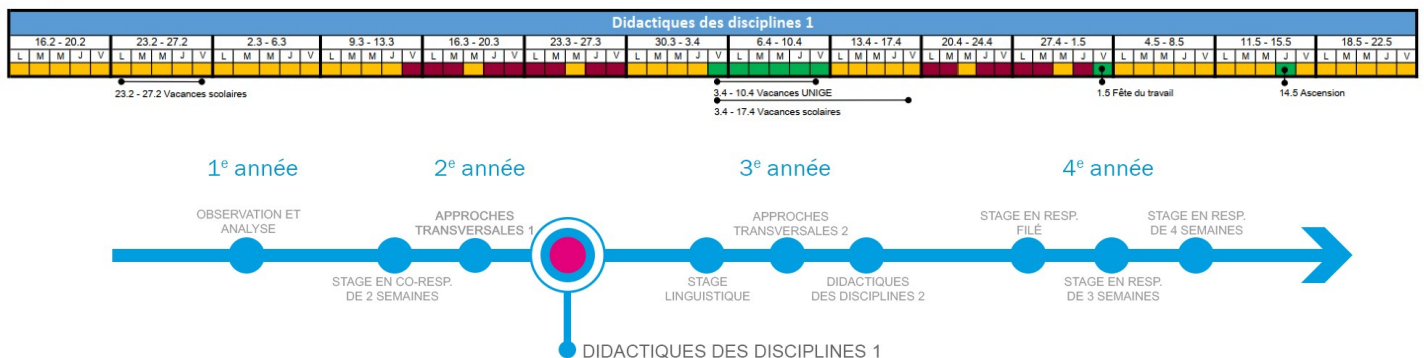 Didactiques des disciplines 1
16.2 - 20.2 23.2 - 27.2 2.3 - 6.3 9.3 - 13.3 16.3 - 20.3 23.3 - 27.3 30.3 - 3.4 6.4 - 10.4 13.4 - 17.4 20.4 - 24.4 27.4 - 1.5 4.5 - 8.5 11.5 - 15.5 18.5 - 22.5
L M M J V L M M J V L M M J V L M M J V L M M J V L M M J V L M M J V L M M J V L M M J V L M M J V L M M J V L M M J V L M M J V L M M J V
23.2 - 27.2 Vacances scolaires
3.4 - 10.4 Vacances UNIGE
1.5 Fête du travail
14.5 Ascension
3.4 - 17.4 Vacances scolaires
1e année
2e année
3e année
4e année
OBSERVATION ET
ANALYSE
APPROCHES
TRANSVERSALES 1
APPROCHES
TRANSVERSALES 2
STAGE EN RESP.
FILÉ
STAGE EN RESP.
DE 4 SEMAINES
STAGE EN CO-RESP.
DE 2 SEMAINES
STAGE
LINGUISTIQUE
DIDACTIQUES
DES DISCIPLINES 2
STAGE EN RESP.
DE 3 SEMAINES
DIDACTIQUES DES DISCIPLINES 1